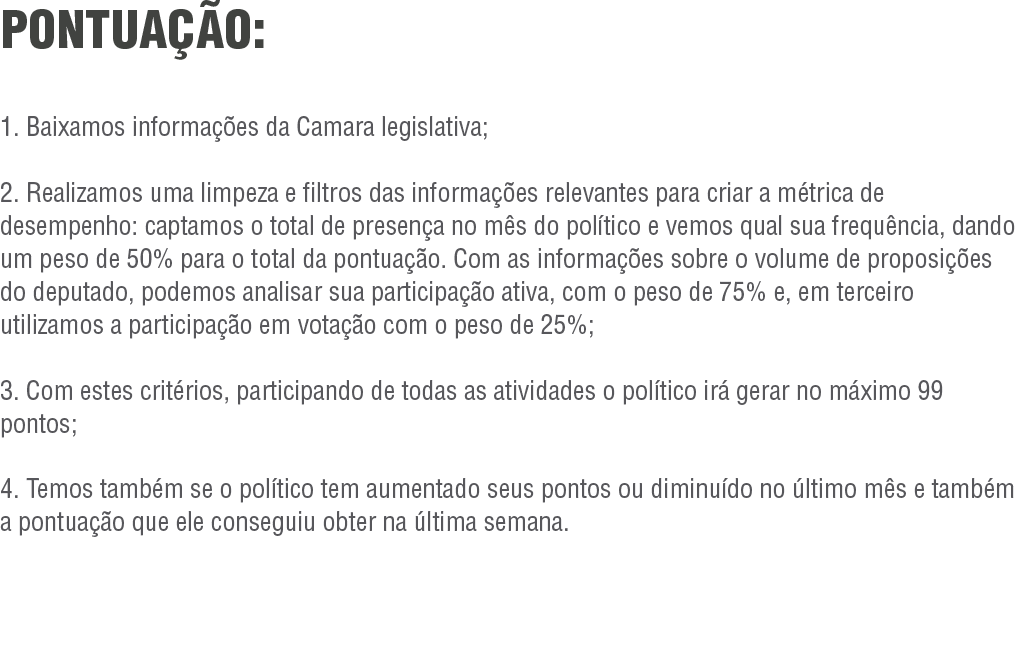 PONTUAÇÃO:
1. Baixamos informações da Camara legislativa;
2. Realizamos uma limpeza e filtros das informações relevantes para criar a métrica de
desempenho: captamos o total de presença no mês do político e vemos qual sua frequência, dando
um peso de 50% para o total da pontuação. Com as informações sobre o volume de proposições
do deputado, podemos analisar sua participação ativa, com o peso de 75% e, em terceiro
utilizamos a participação em votação com o peso de 25%;
3. Com estes critérios, participando de todas as atividades o político irá gerar no máximo 99
pontos;
4. Temos também se o político tem aumentado seus pontos ou diminuído no último mês e também
a pontuação que ele conseguiu obter na última semana.